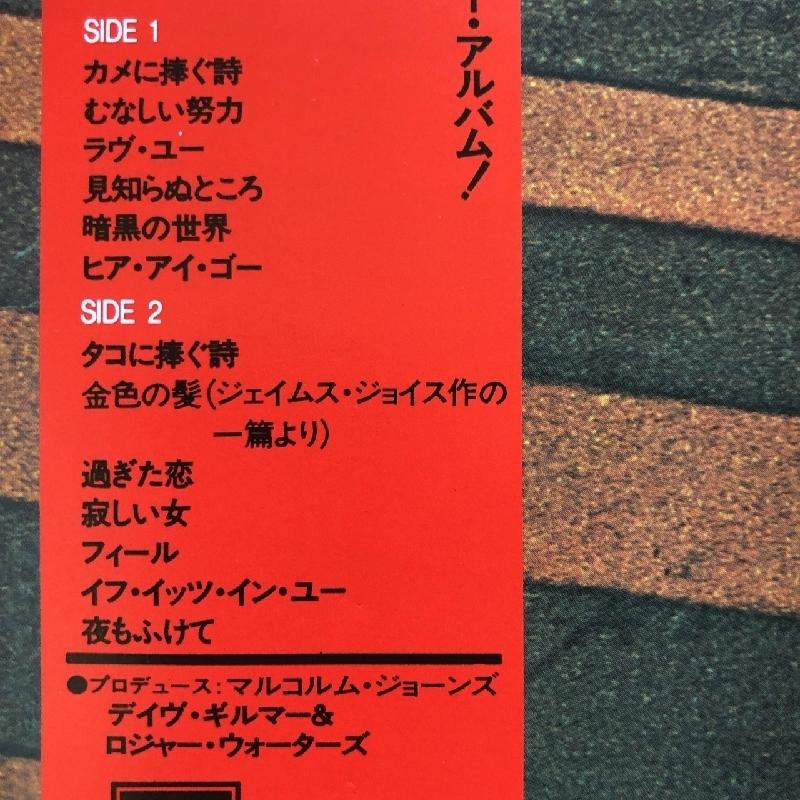 ー・アルバム！
SIDE 1
カメに捧ぐ詩
むなしい努力
ラヴ・ユー
見知らぬところ
暗黒の世界
ヒア・アイ・ゴー
SIDE 2
タコに捧ぐ詩
金色の髪(ジェイムス・ジョイス作の
一篇より)
過ぎた恋
寂しい女
フィール
イフ・イッツ・イン・ユー
夜もふけて
●プロデュース：マルコルム・ジョーンズ
デイヴ・ギルマー&
ロジャー・ウォーターズ